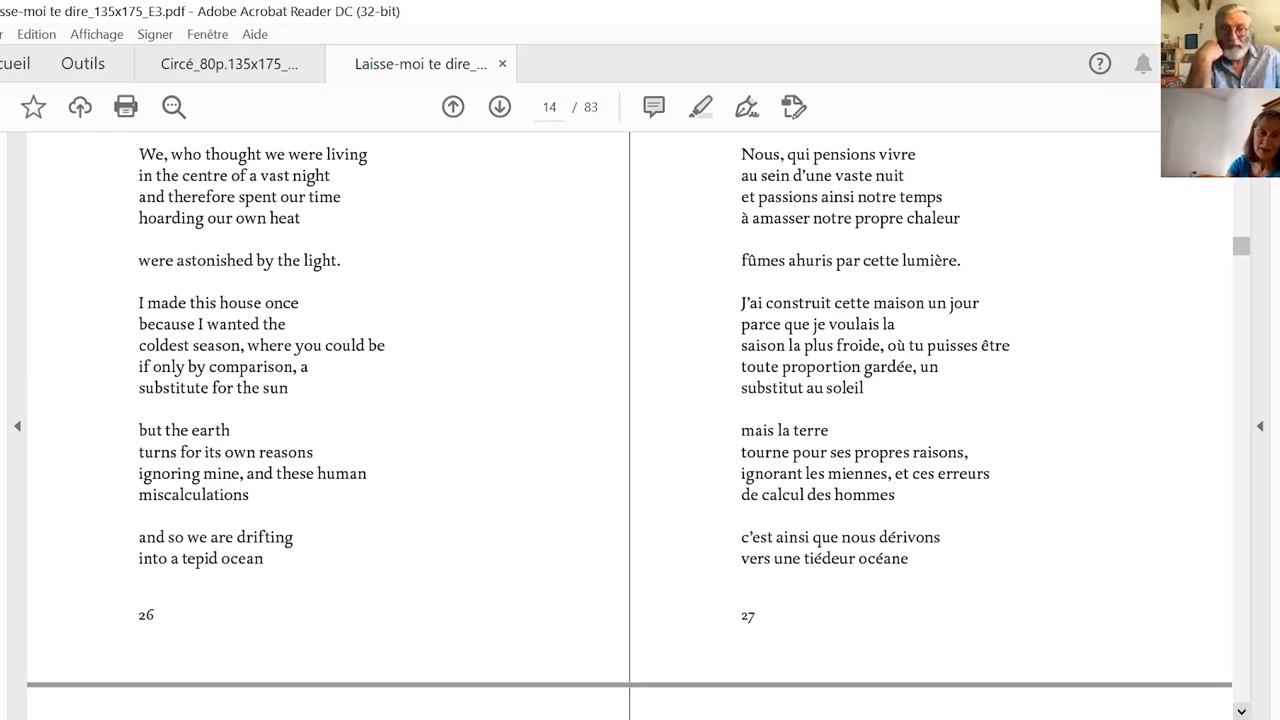 sse-moi te dire_135x175_E3.pdf - Adobe Acrobat Reader DC (32-bit)
r Edition Affichage Signer Fenêtre Aide
cueil Outils Circé_80p.135x175_... Laisse-moi te dire_... ×
14 / 83
We, who thought we were living
in the centre of a vast night
and therefore spent our time
hoarding our own heat
were astonished by the light.
I made this house once
because I wanted the
coldest season, where you could be
if only by comparison, a
substitute for the sun
but the earth
turns for its own reasons
ignoring mine, and these human
miscalculations
and so we are drifting
into a tepid ocean
26
Nous, qui pensions vivre
au sein d'une vaste nuit
et passions ainsi notre temps
à amasser notre propre chaleur
fûmes ahuris par cette lumière.
J'ai construit cette maison un jour
parce que je voulais la
saison la plus froide, où tu puisses être
toute proportion gardée, un
substitut au soleil
mais la terre
tourne pour ses propres raisons,
ignorant les miennes, et ces erreurs
de calcul des hommes
c'est ainsi que nous dérivons
vers une tiédeur océane
27